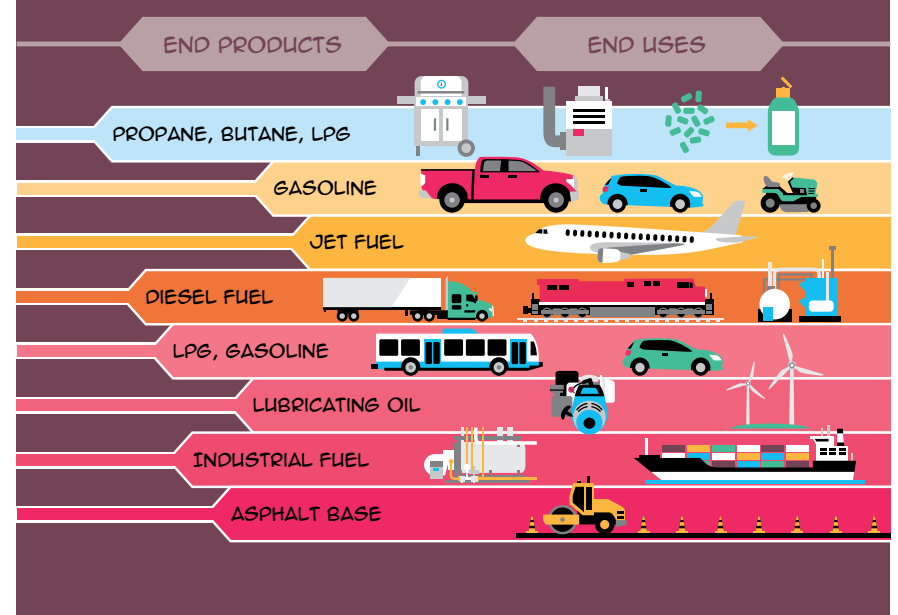 END PRODUCTS
END USES
PROPANE, BUTANE, LPG
GASOLINE
JET FUEL
DIESEL FUEL
LPG, GASOLINE
LUBRICATING OIL
INDUSTRIAL FUEL
ASPHALT BASE